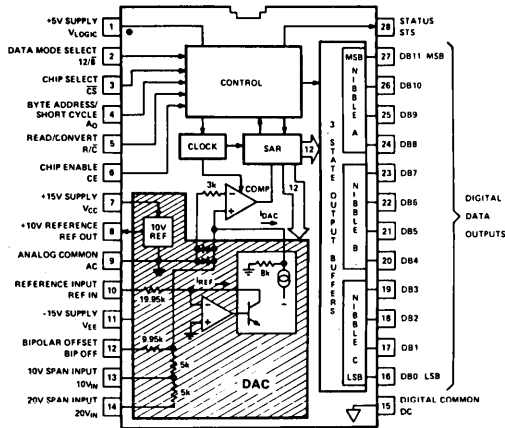 +5V SUPPLY
VLOGIC
1
DATA MODE SELECT
12/8̅
2
CHIP SELECT
C̅S̅
3
BYTE ADDRESS/
SHORT CYCLE
AO
4
READ/CONVERT
R/C̅
5
CHIP ENABLE
CE
6
+15V SUPPLY
VCC
7
+10V REFERENCE
REF OUT
8
ANALOG COMMON
AC
9
REFERENCE INPUT
REF IN
10
-15V SUPPLY
VEE
11
BIPOLAR OFFSET
BIP OFF
12
10V SPAN INPUT
10VIN
13
20V SPAN INPUT
20VIN
14
CONTROL
CLOCK
SAR
12
3k
COMP
12
IDAC
10V
REF
8k
IREF
19.95k
9.95k
5k
5k
DAC
3 STATE OUTPUT BUFFERS
MSB
NIBBLE A
NIBBLE B
NIBBLE C
LSB
28
STATUS
STS
27
DB11 MSB
26
DB10
25
DB9
24
DB8
23
DB7
22
DB6
21
DB5
20
DB4
19
DB3
18
DB2
17
DB1
16
DB0 LSB
15
DIGITAL COMMON
DC
DIGITAL
DATA
OUTPUTS